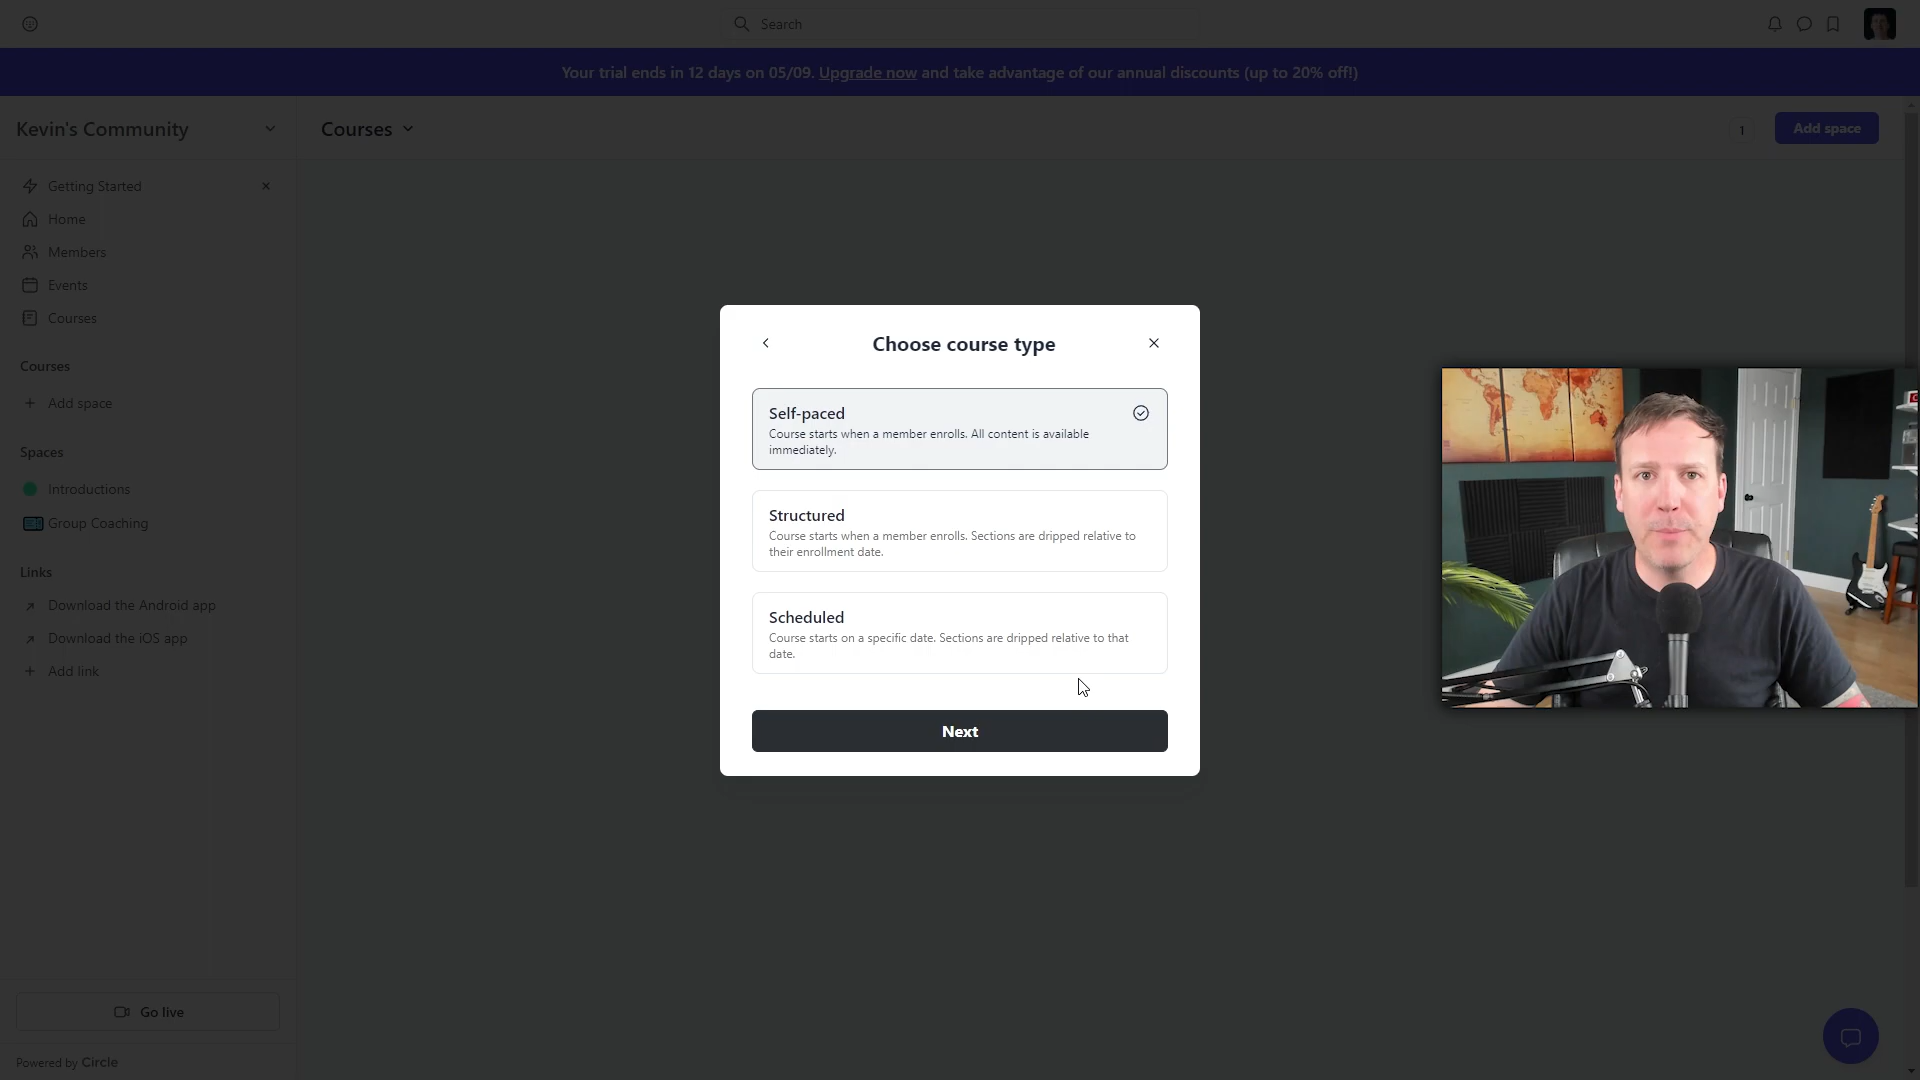 Search
Your trial ends in 12 days on 05/09. Upgrade now and take advantage of our annual discounts (up to 20% off!)
Kevin's Community
Courses
1
Add space
Getting Started
Home
Members
Events
Courses
Courses
Add space
Spaces
Introductions
Group Coaching
Links
Download the Android app
Download the iOS app
Add link
Go live
Powered by Circle
Choose course type
Self-paced
Course starts when a member enrolls. All content is available
immediately.
Structured
Course starts when a member enrolls. Sections are dripped relative to
their enrollment date.
Scheduled
Course starts on a specific date. Sections are dripped relative to that
date.
Next